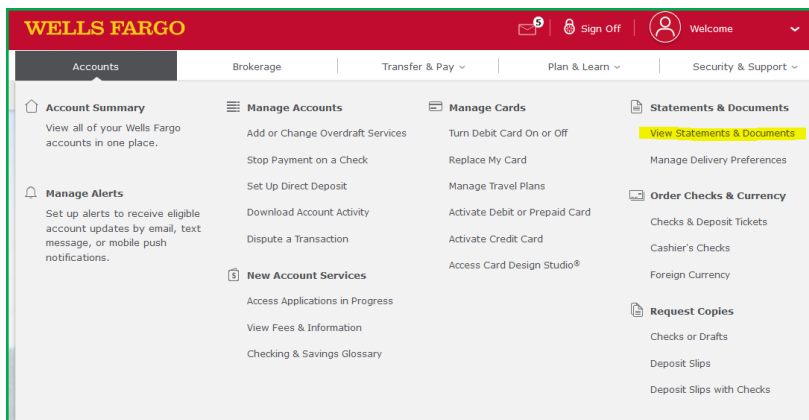 WELLS FARGO
5
Sign Off
Welcome
Accounts
Brokerage
Transfer & Pay
Plan & Learn
Security & Support
Account Summary
View all of your Wells Fargo
accounts in one place.
Manage Alerts
Set up alerts to receive eligible
account updates by email, text
message, or mobile push
notifications.
Manage Accounts
Add or Change Overdraft Services
Stop Payment on a Check
Set Up Direct Deposit
Download Account Activity
Dispute a Transaction
$
New Account Services
Access Applications in Progress
View Fees & Information
Checking & Savings Glossary
Manage Cards
Turn Debit Card On or Off
Replace My Card
Manage Travel Plans
Activate Debit or Prepaid Card
Activate Credit Card
Access Card Design Studio®
Statements & Documents
View Statements & Documents
Manage Delivery Preferences
Order Checks & Currency
Checks & Deposit Tickets
Cashier's Checks
Foreign Currency
Request Copies
Checks or Drafts
Deposit Slips
Deposit Slips with Checks